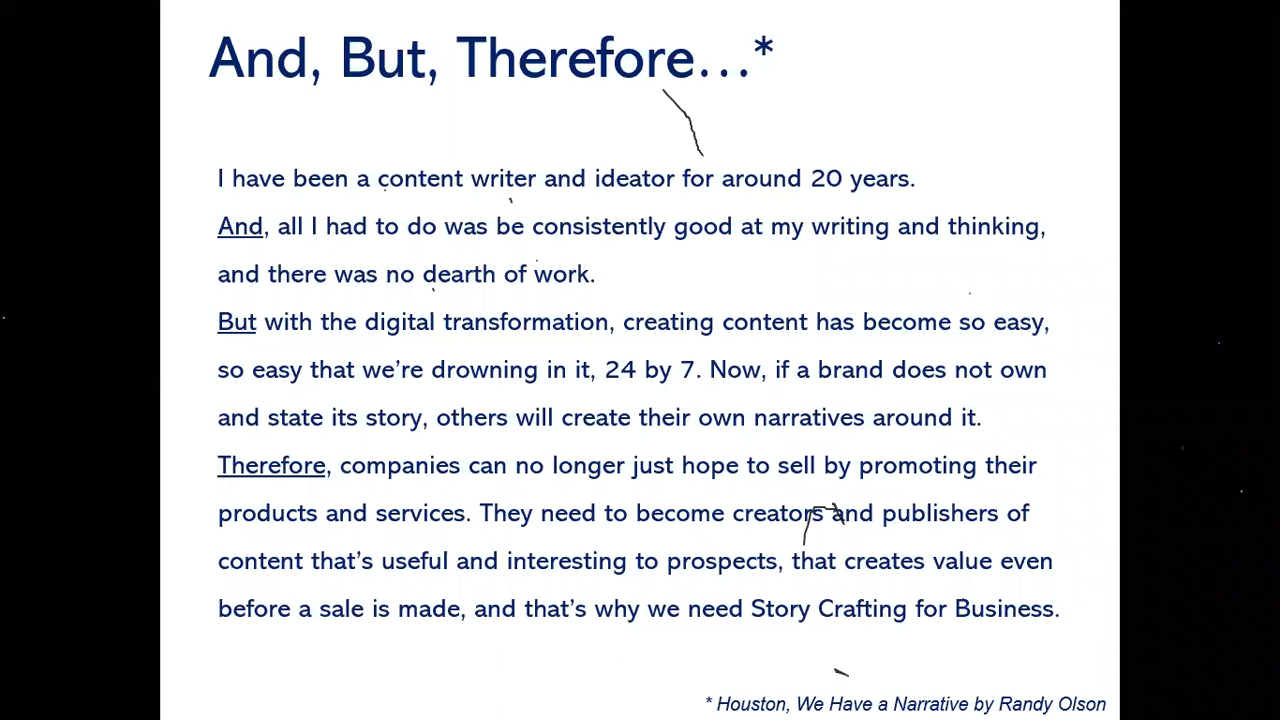 And, But, Therefore…*
I have been a content writer and ideator for around 20 years.
And, all I had to do was be consistently good at my writing and thinking,
and there was no dearth of work.
But with the digital transformation, creating content has become so easy,
so easy that we’re drowning in it, 24 by 7. Now, if a brand does not own
and state its story, others will create their own narratives around it.
Therefore, companies can no longer just hope to sell by promoting their
products and services. They need to become creators and publishers of
content that’s useful and interesting to prospects, that creates value even
before a sale is made, and that’s why we need Story Crafting for Business.
* Houston, We Have a Narrative by Randy Olson